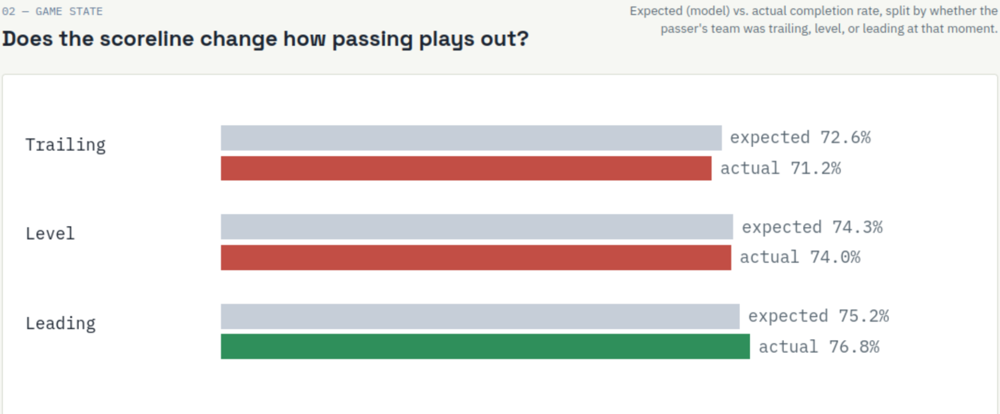 02 — GAME STATE
Does the scoreline change how passing plays out?
Expected (model) vs. actual completion rate, split by whether the
passer's team was trailing, level, or leading at that moment.
Trailing
expected 72.6%
actual 71.2%
Level
expected 74.3%
actual 74.0%
Leading
expected 75.2%
actual 76.8%